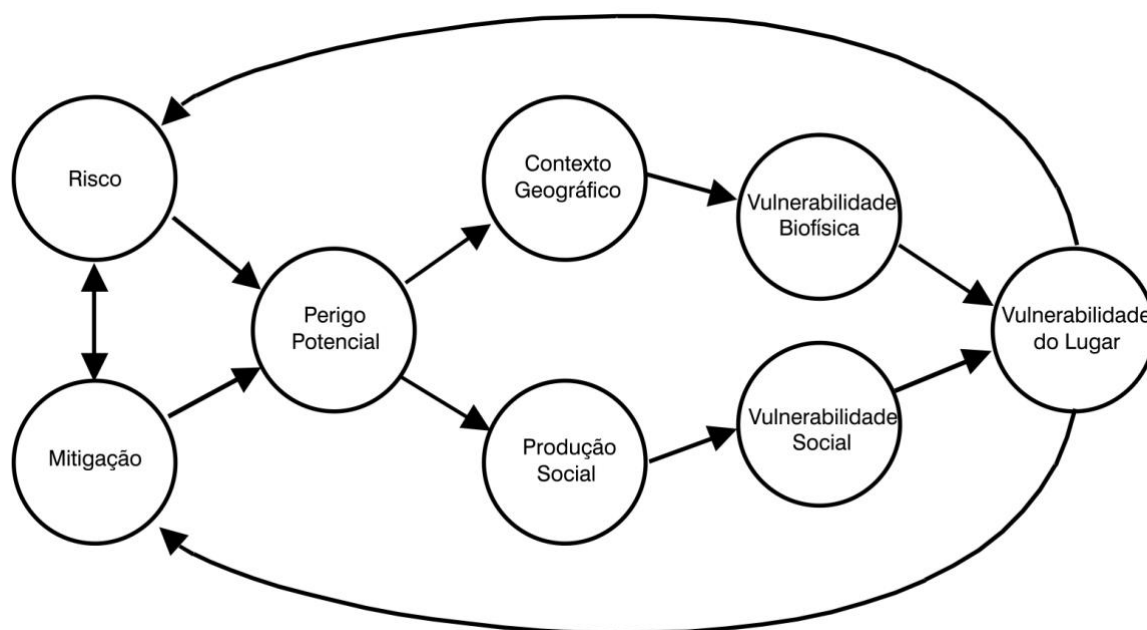 Risco
Mitigação
Perigo
Potencial
Contexto
Geográfico
Produção
Social
Vulnerabilidade
Biofísica
Vulnerabilidade
Social
Vulnerabilidade
do Lugar